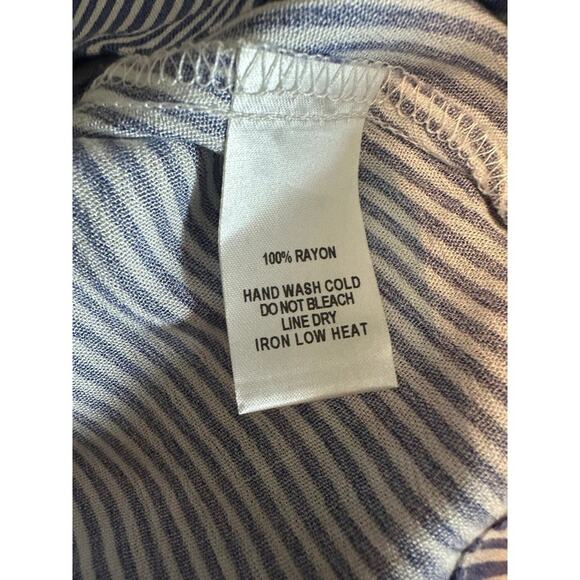 100% RAYON
HAND WASH COLD
DO NOT BLEACH
LINE DRY
IRON LOW HEAT